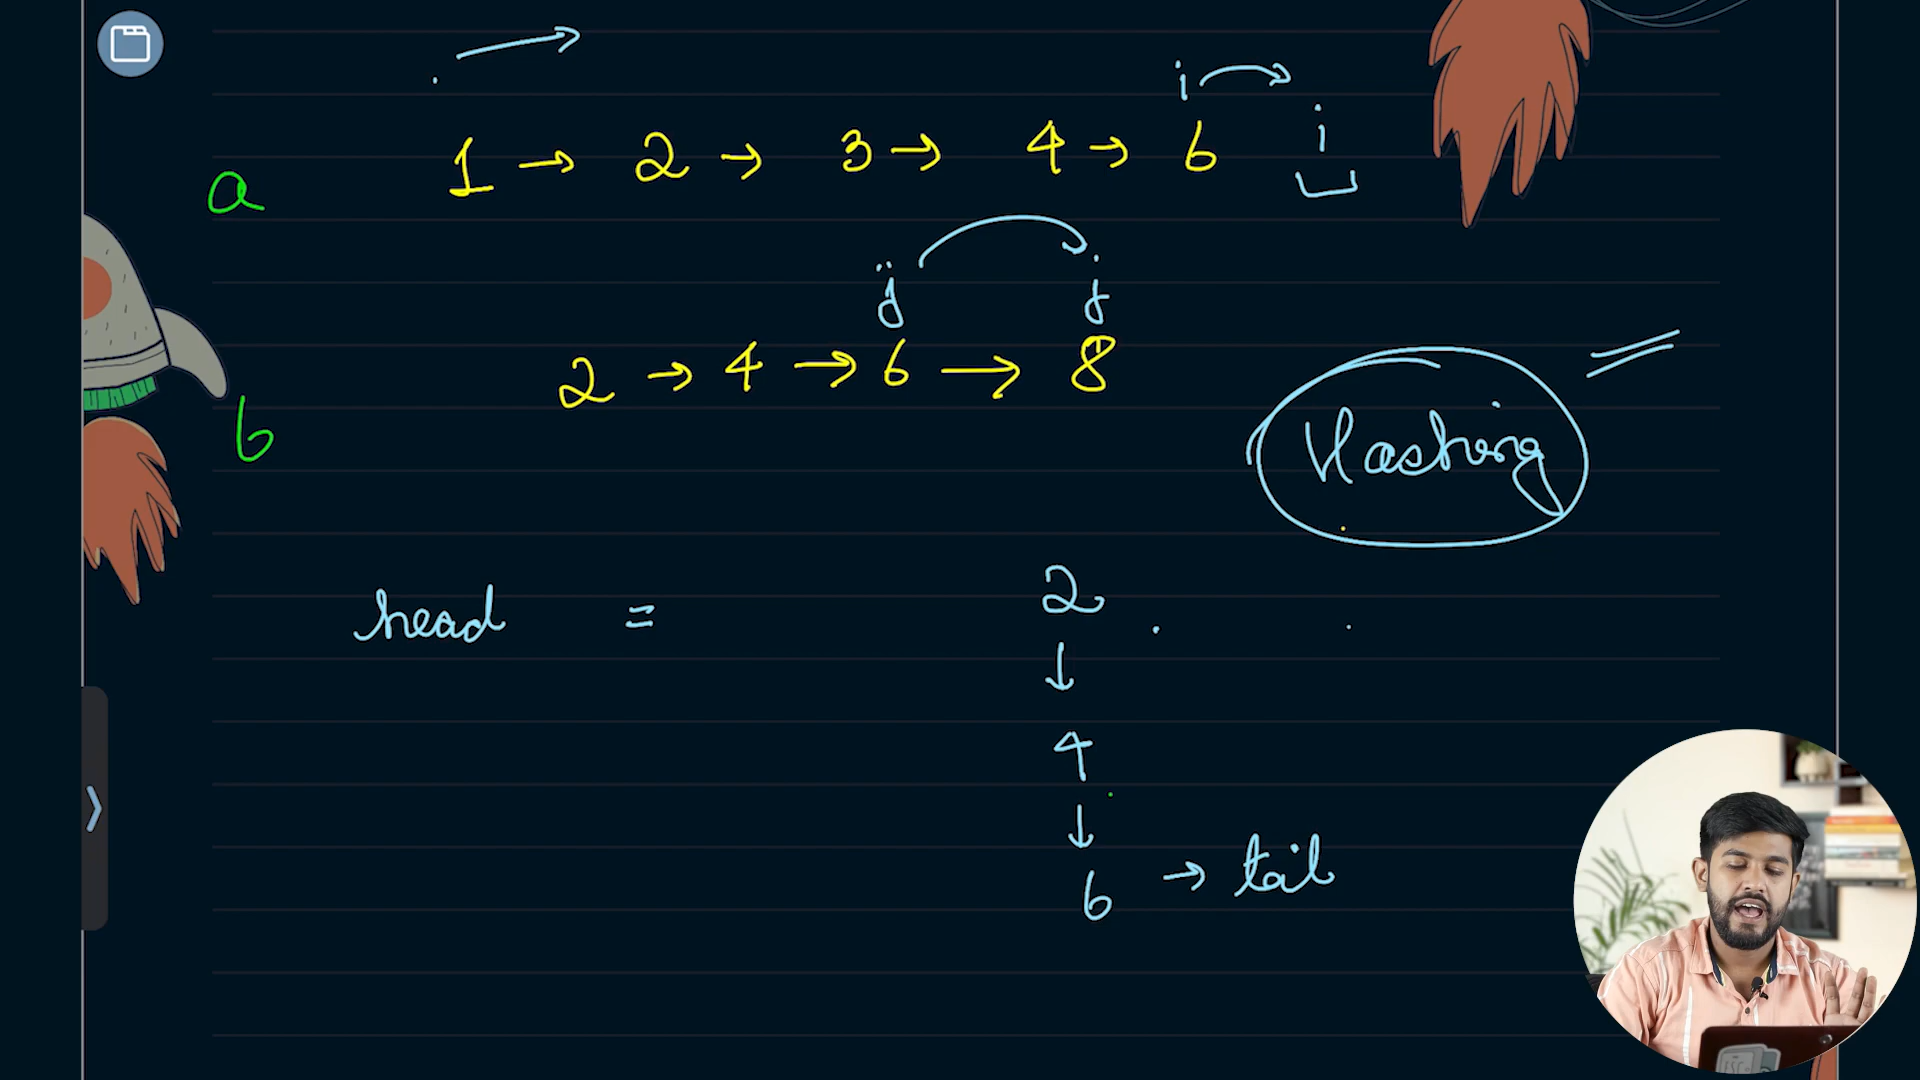 i
i
1 → 2 → 3 → 4 → 6
a
j j
2 → 4 → 6 → 8
b
Hashing
head = 2
↓
4
↓
6 → tail